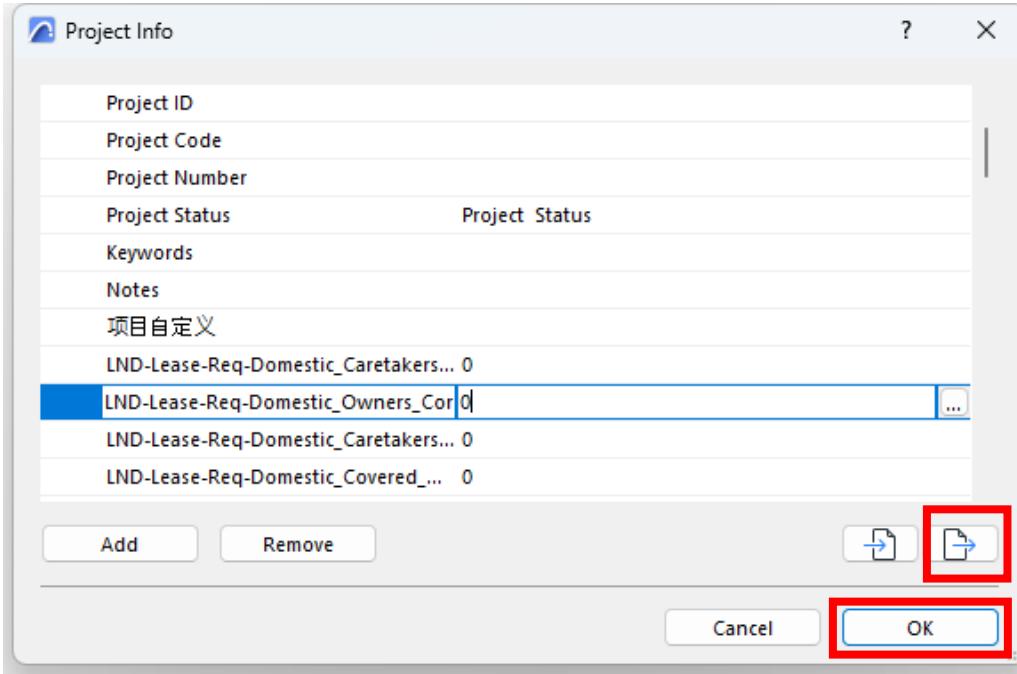 Project Info ?
Project ID
Project Code
Project Number
Project Status Project Status
Keywords
Notes
项目自定义
LND-Lease-Req-Domestic_Caretakers... 0
LND-Lease-Req-Domestic_Owners_Cor 0 ...
LND-Lease-Req-Domestic_Caretakers... 0
LND-Lease-Req-Domestic_Covered_... 0
Add Remove
Cancel OK